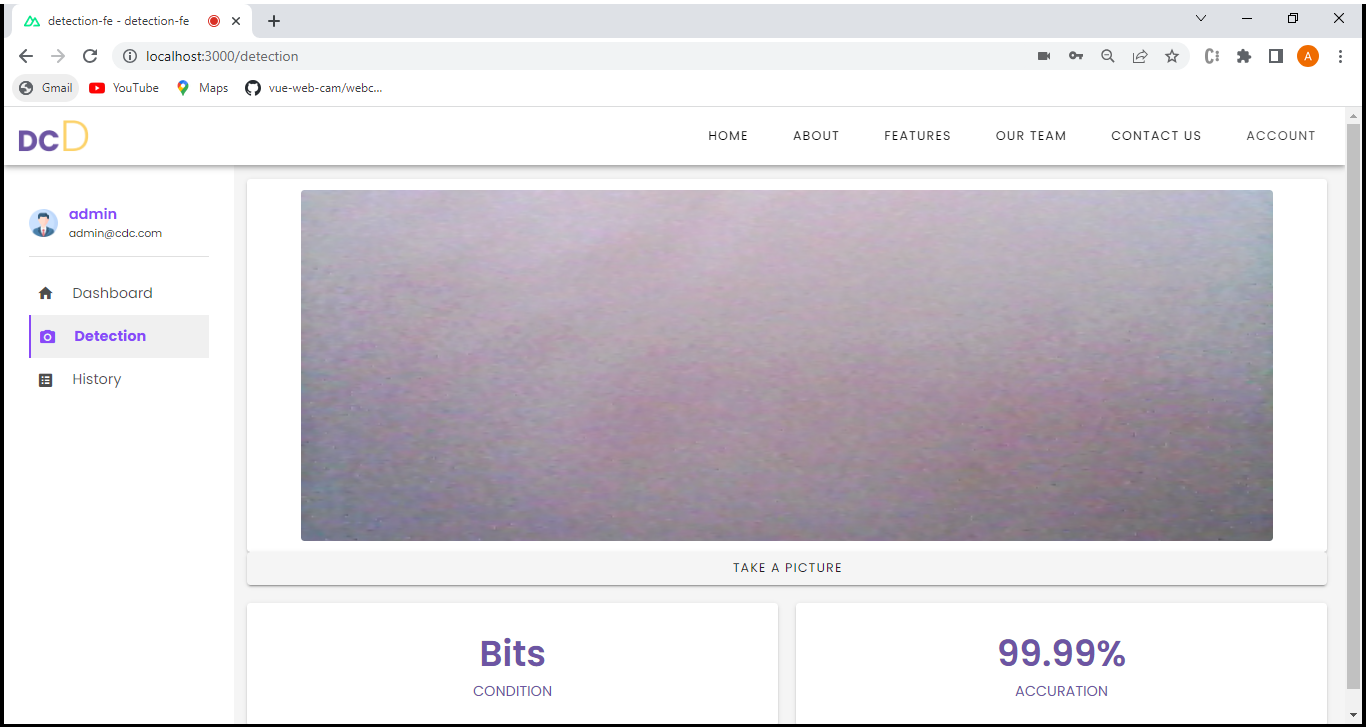 detection-fe - detection-fe
localhost:3000/detection
A
Gmail
YouTube
Maps
vue-web-cam/webc...
DCD
HOME
ABOUT
FEATURES
OUR TEAM
CONTACT US
ACCOUNT
admin
admin@cdc.com
Dashboard
Detection
History
TAKE A PICTURE
Bits
CONDITION
99.99%
ACCURATION